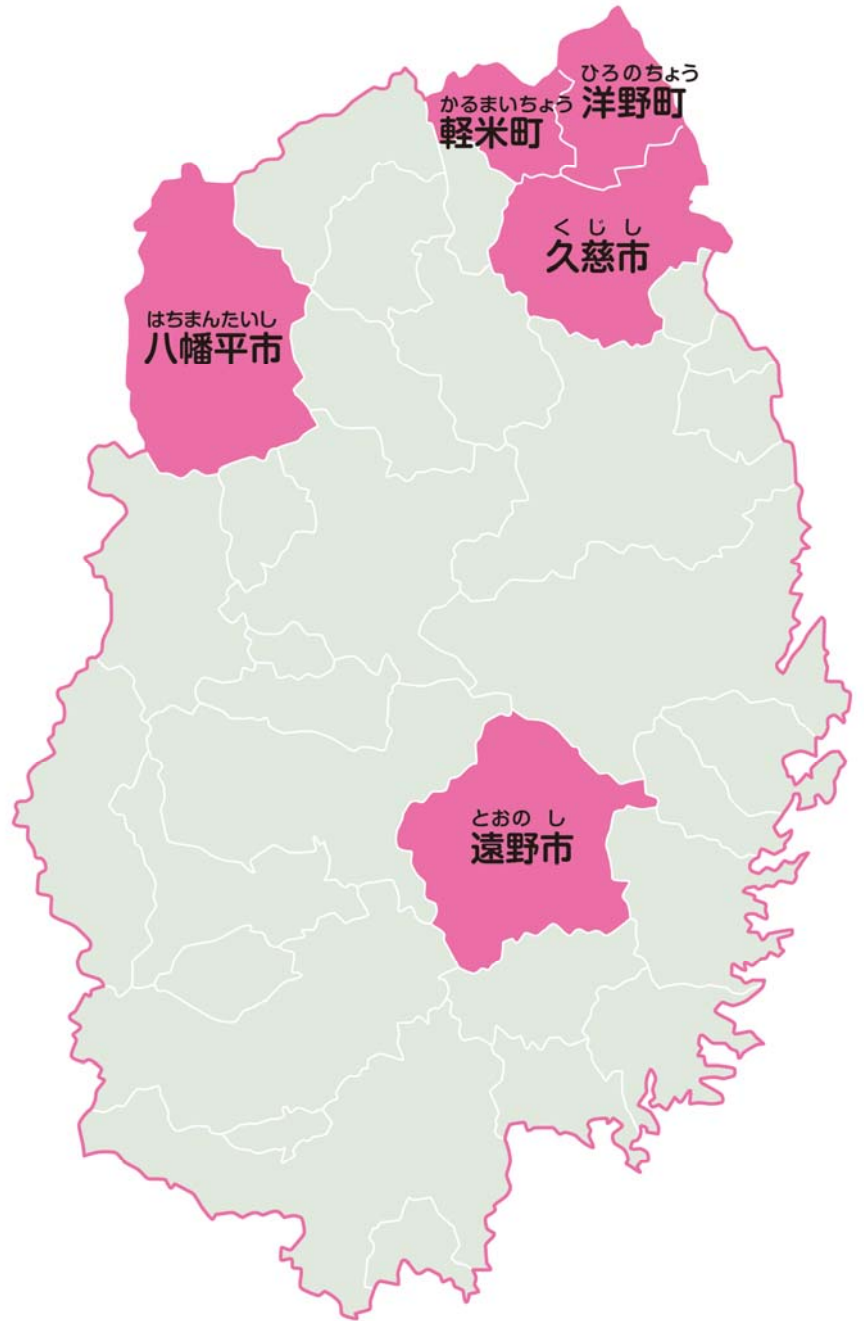 ひろのちょう
洋野町
かるまいちょう
軽米町
くじし
久慈市
はちまんたいし
八幡平市
とおのし
遠野市